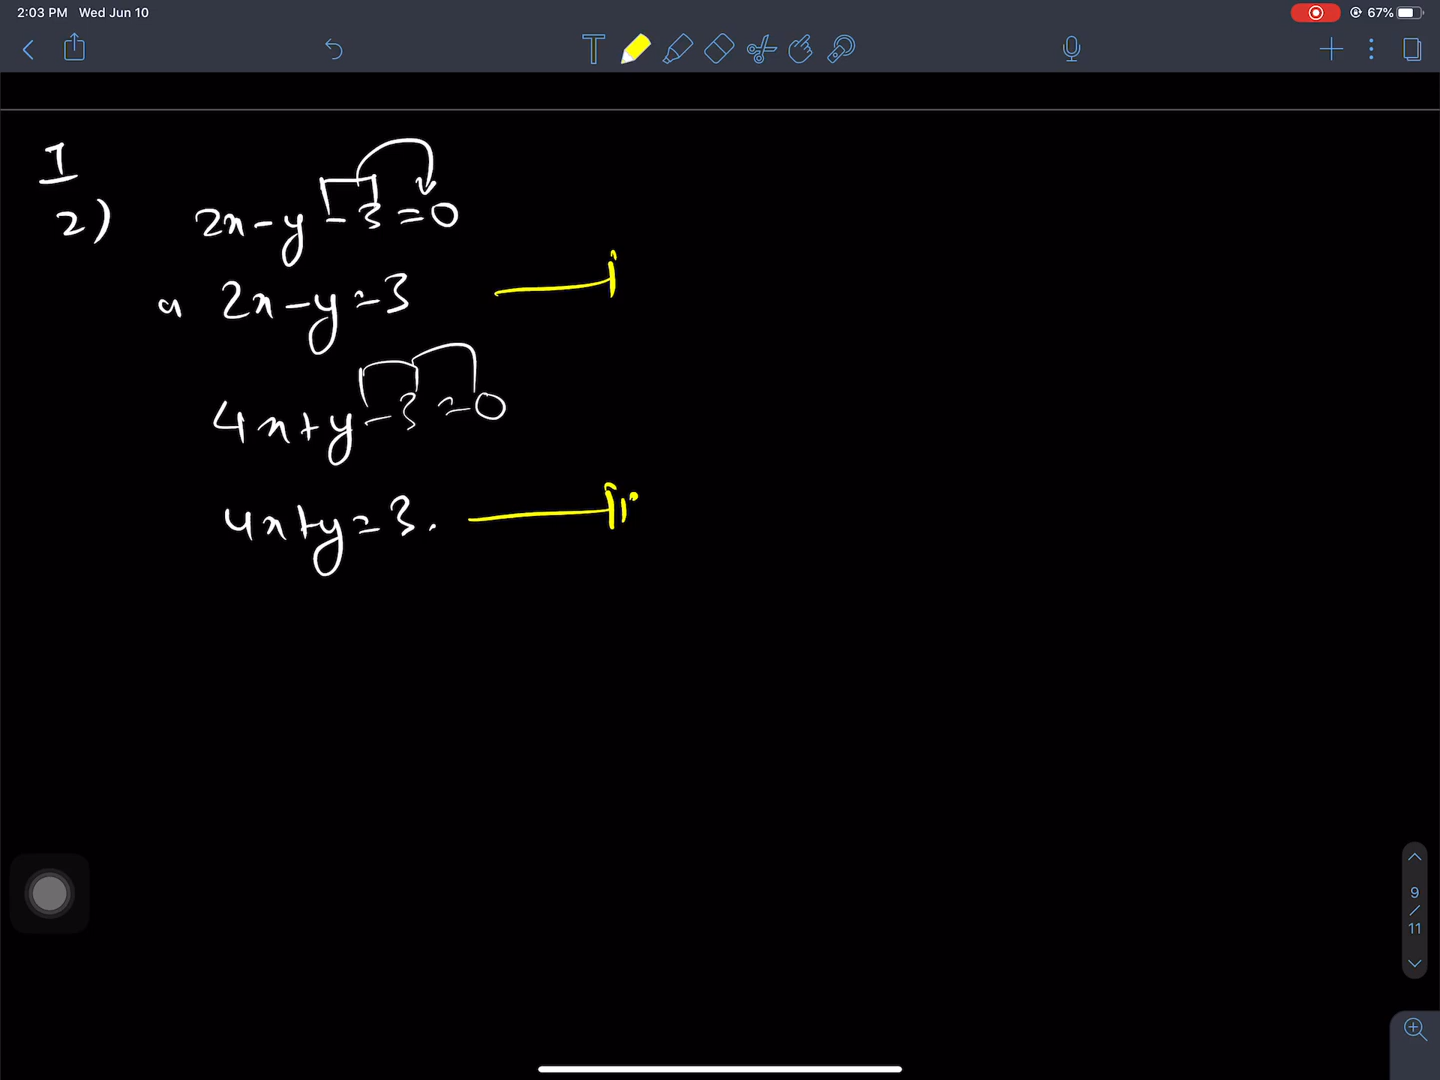 2:03 PM Wed Jun 10
67%
T
I
2) 2x-y-3=0
a 2x-y=3 — i
4x+y-3=0
4x+y=3. — ii
9
/
11